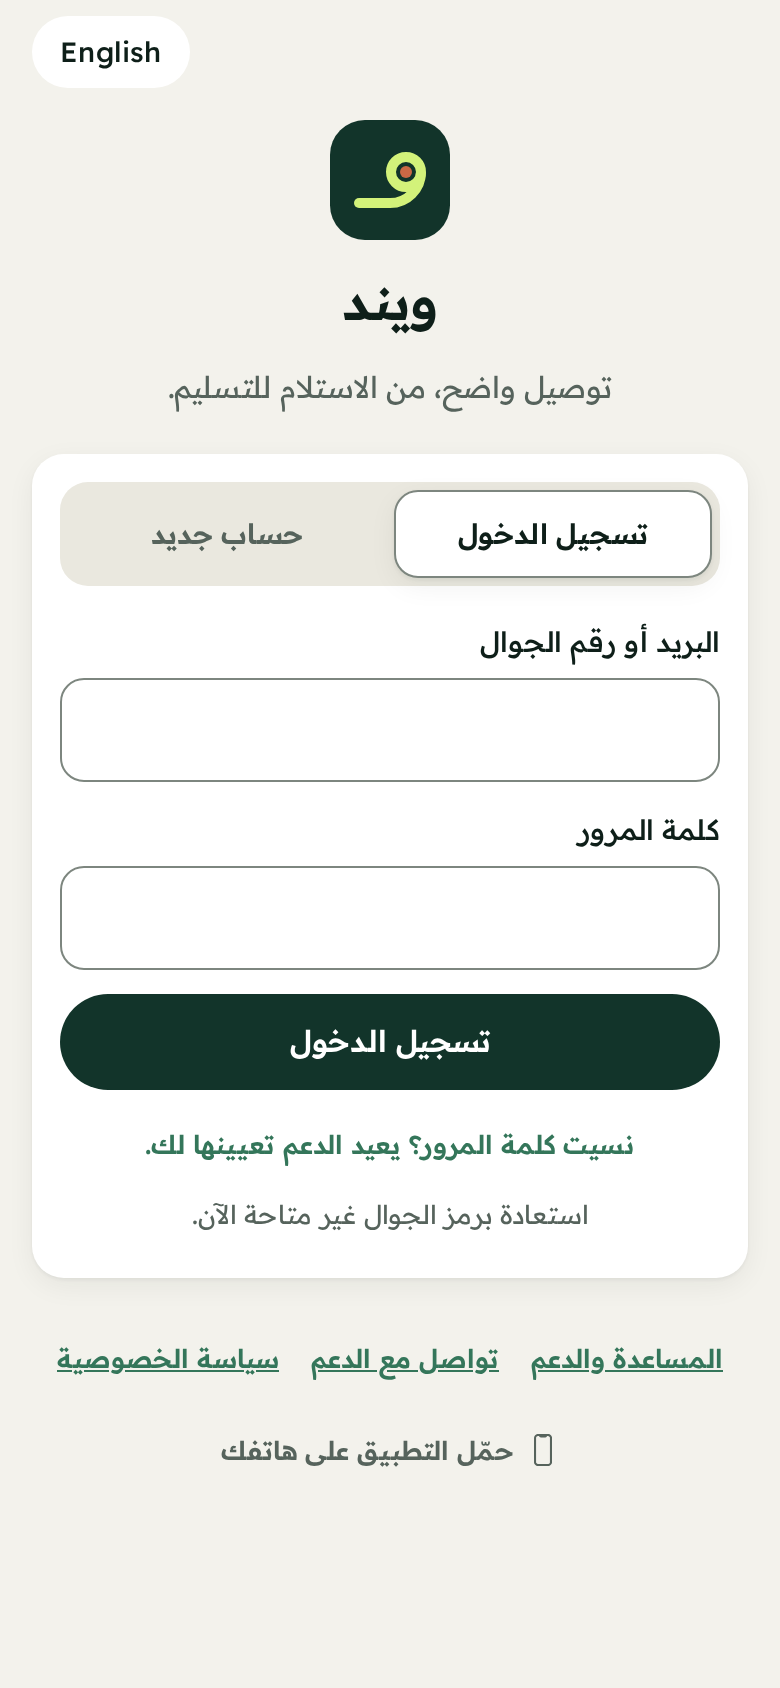 English
ويند
توصيل واضح، من الاستلام للتسليم.
تسجيل الدخول
حساب جديد
البريد أو رقم الجوال
كلمة المرور
تسجيل الدخول
نسيت كلمة المرور؟ يعيد الدعم تعيينها لك.
استعادة برمز الجوال غير متاحة الآن.
المساعدة والدعم
تواصل مع الدعم
سياسة الخصوصية
حمّل التطبيق على هاتفك